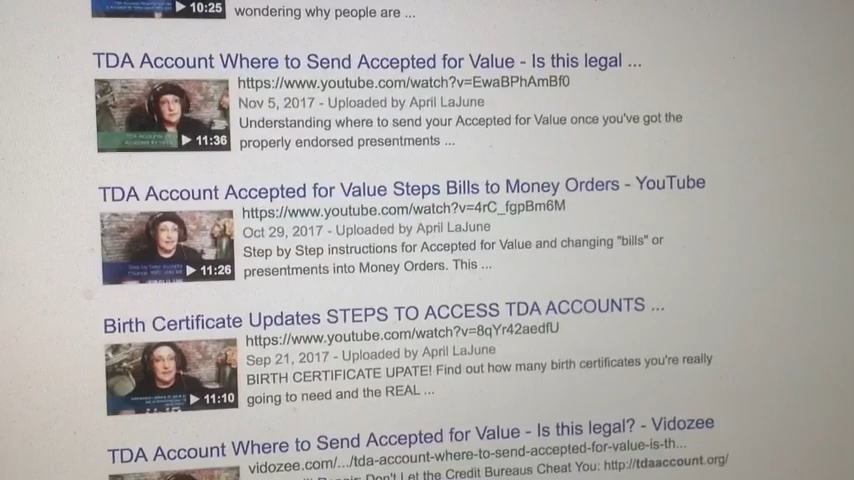 10:25
wondering why people are ...
TDA Account Where to Send Accepted for Value - Is this legal ...
https://www.youtube.com/watch?v=EwaBPhAmBf0
Nov 5, 2017 - Uploaded by April LaJune
Understanding where to send your Accepted for Value once you've got the
11:36
properly endorsed presentments ...
TDA Account Accepted for Value Steps Bills to Money Orders - YouTube
https://www.youtube.com/watch?v=4rC_fgpBm6M
Oct 29, 2017 - Uploaded by April LaJune
Step by Step instructions for Accepted for Value and changing "bills" or
11:26
presentments into Money Orders. This ...
Birth Certificate Updates STEPS TO ACCESS TDA ACCOUNTS ...
https://www.youtube.com/watch?v=8qYr42aedfU
Sep 21, 2017 - Uploaded by April LaJune
BIRTH CERTIFICATE UPATE! Find out how many birth certificates you're really
11:10
going to need and the REAL ...
TDA Account Where to Send Accepted for Value - Is this legal? - Vidozee
vidozee.com/.../tda-account-where-to-send-accepted-for-value-is-th...
Don't Let the Credit Bureaus Cheat You: http://tdaaccount.org/